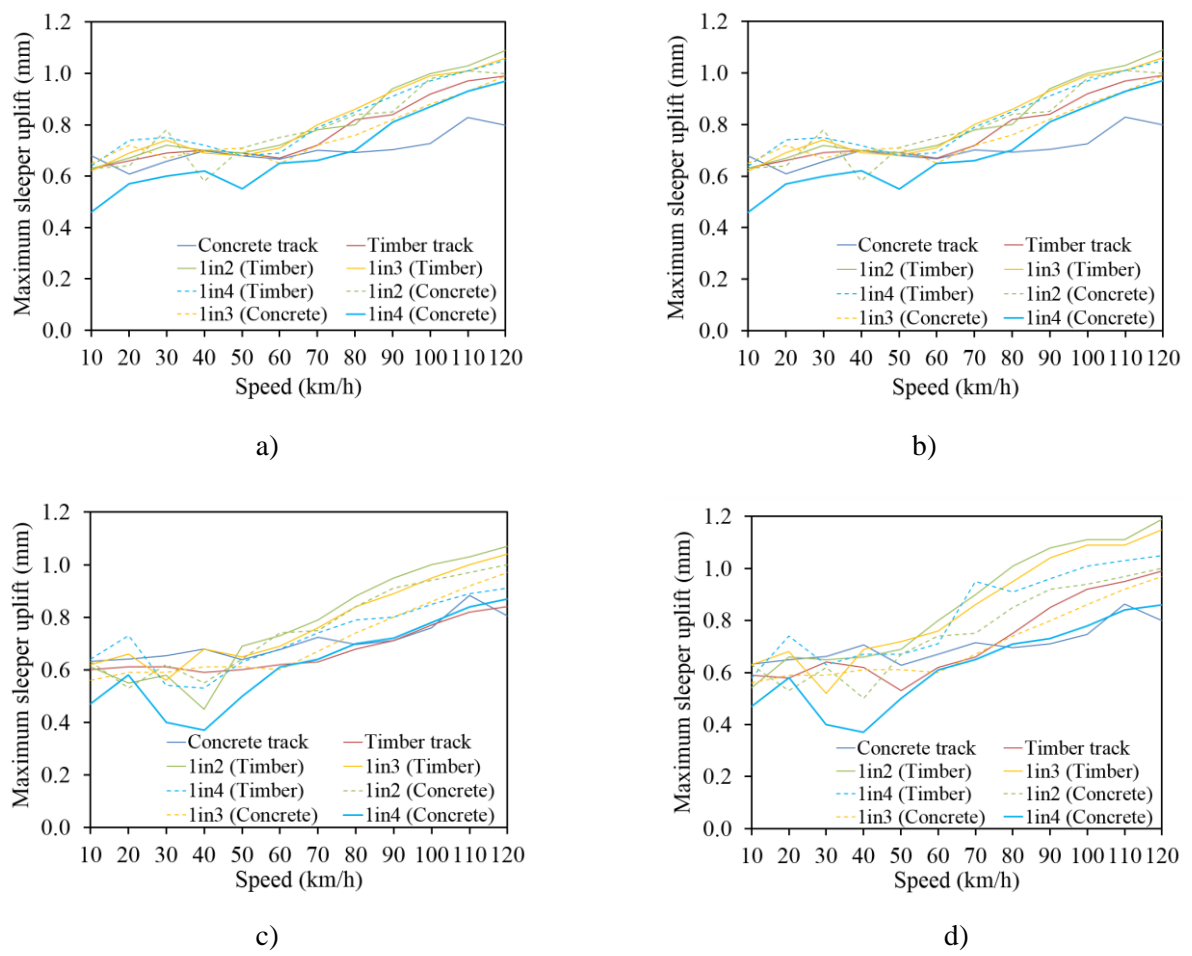 Maximum sleeper uplift (mm)
1.2
1.0
0.8
0.6
0.4
0.2
0.0
Concrete track Timber track
1in2 (Timber) 1in3 (Timber)
1in4 (Timber) 1in2 (Concrete)
1in3 (Concrete) 1in4 (Concrete)
10 20 30 40 50 60 70 80 90 100 110 120
Speed (km/h)
a)
Maximum sleeper uplift (mm)
1.2
1.0
0.8
0.6
0.4
0.2
0.0
Concrete track Timber track
1in2 (Timber) 1in3 (Timber)
1in4 (Timber) 1in2 (Concrete)
1in3 (Concrete) 1in4 (Concrete)
10 20 30 40 50 60 70 80 90 100 110 120
Speed (km/h)
b)
Maximum sleeper uplift (mm)
1.2
1.0
0.8
0.6
0.4
0.2
0.0
Concrete track Timber track
1in2 (Timber) 1in3 (Timber)
1in4 (Timber) 1in2 (Concrete)
1in3 (Concrete) 1in4 (Concrete)
10 20 30 40 50 60 70 80 90 100 110 120
Speed (km/h)
c)
Maximum sleeper uplift (mm)
1.2
1.0
0.8
0.6
0.4
0.2
0.0
Concrete track Timber track
1in2 (Timber) 1in3 (Timber)
1in4 (Timber) 1in2 (Concrete)
1in3 (Concrete) 1in4 (Concrete)
10 20 30 40 50 60 70 80 90 100 110 120
Speed (km/h)
d)